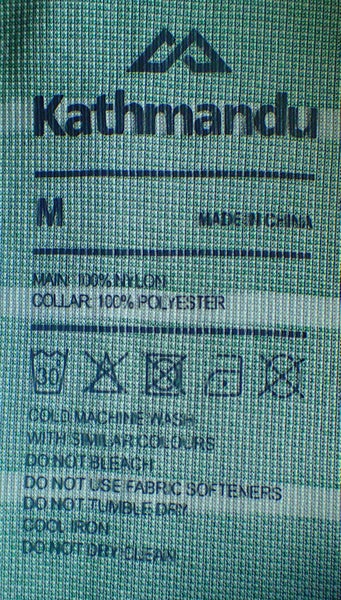 Kathmandu
M MADE IN CHINA
MAIN: 100% NYLON
COLLAR: 100% POLYESTER
30
COLD MACHINE WASH
WITH SIMILAR COLOURS
DO NOT BLEACH
DO NOT USE FABRIC SOFTENERS
DO NOT TUMBLE DRY
COOL IRON
DO NOT DRY CLEAN